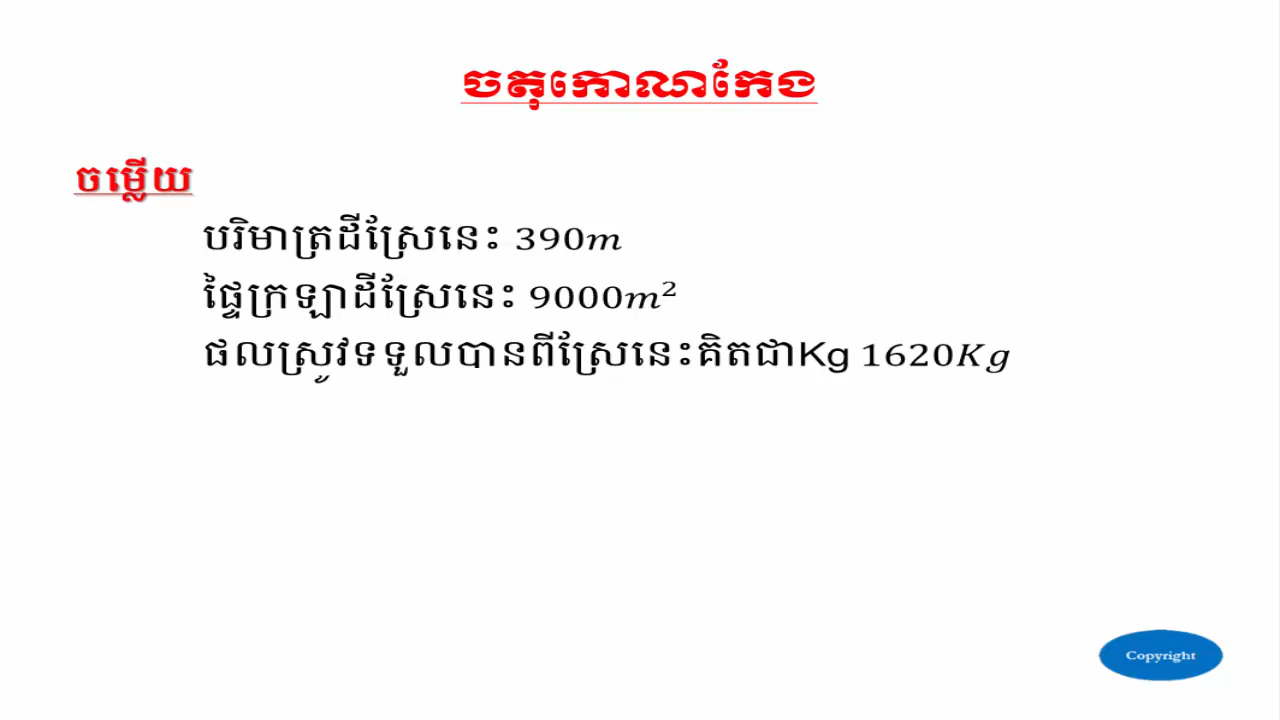 ចតុកោណកែង
ចម្លើយ
បរិមាត្រដីស្រែនេះ 390m
ផ្ទៃក្រឡាដីស្រែនេះ 9000m²
ផលស្រូវទទួលបានពីស្រែនេះគិតជាKg 1620Kg
Copyright